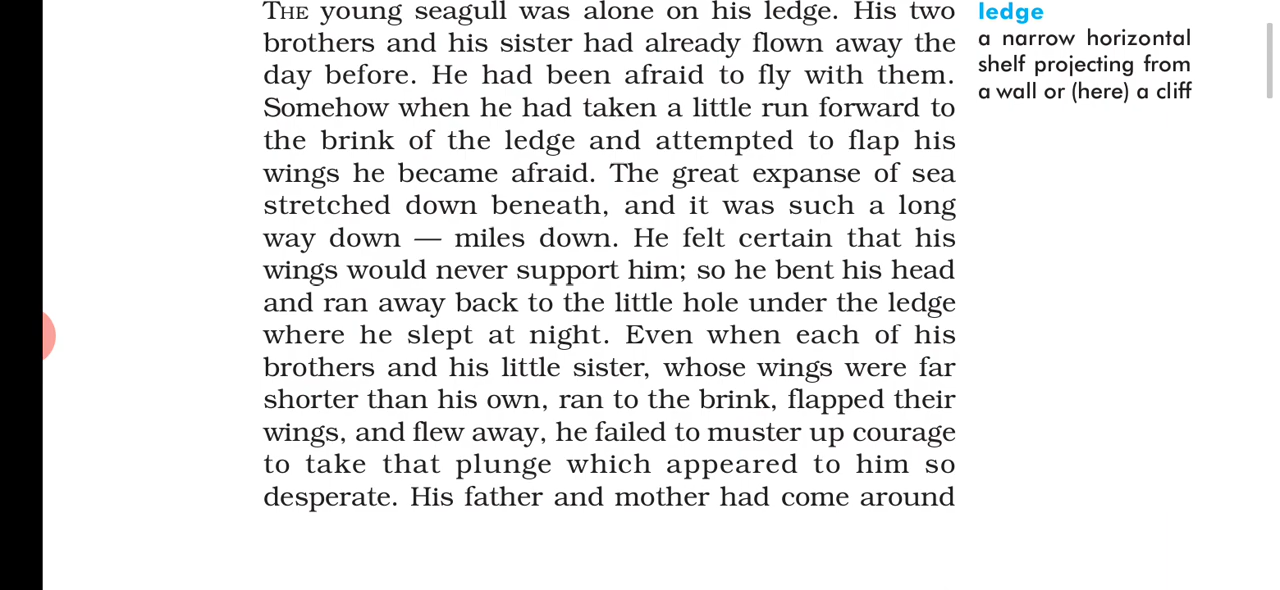 THE young seagull was alone on his ledge. His two
brothers and his sister had already flown away the
day before. He had been afraid to fly with them.
Somehow when he had taken a little run forward to
the brink of the ledge and attempted to flap his
wings he became afraid. The great expanse of sea
stretched down beneath, and it was such a long
way down — miles down. He felt certain that his
wings would never support him; so he bent his head
and ran away back to the little hole under the ledge
where he slept at night. Even when each of his
brothers and his little sister, whose wings were far
shorter than his own, ran to the brink, flapped their
wings, and flew away, he failed to muster up courage
to take that plunge which appeared to him so
desperate. His father and mother had come around
ledge
a narrow horizontal
shelf projecting from
a wall or (here) a cliff